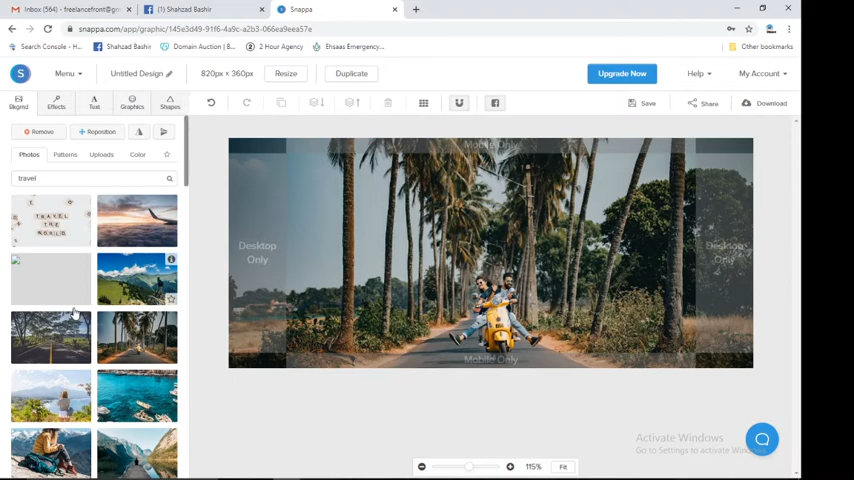 Inbox (564) - freelancefront@gm
(1) Shahzad Bashir
Snappa
snappa.com/app/graphic/145e3d49-91f6-4a9c-a2b3-066ea9eea57e
Search Console - H...
Shahzad Bashir
Domain Auction | B...
2 Hour Agency
Ehsaas Emergency...
Other bookmarks
S
Menu
Untitled Design
820px × 360px
Resize
Duplicate
Upgrade Now
Help
My Account
Bkgrnd
Effects
Text
Graphics
Shapes
Save
Share
Download
Remove
Reposition
Photos
Patterns
Uploads
Color
travel
TRAVEL
THE
WORLD
Mobile Only
Desktop
Only
Desktop
Only
Mobile Only
Activate Windows
Go to Settings to activate Windows.
115%
Fit